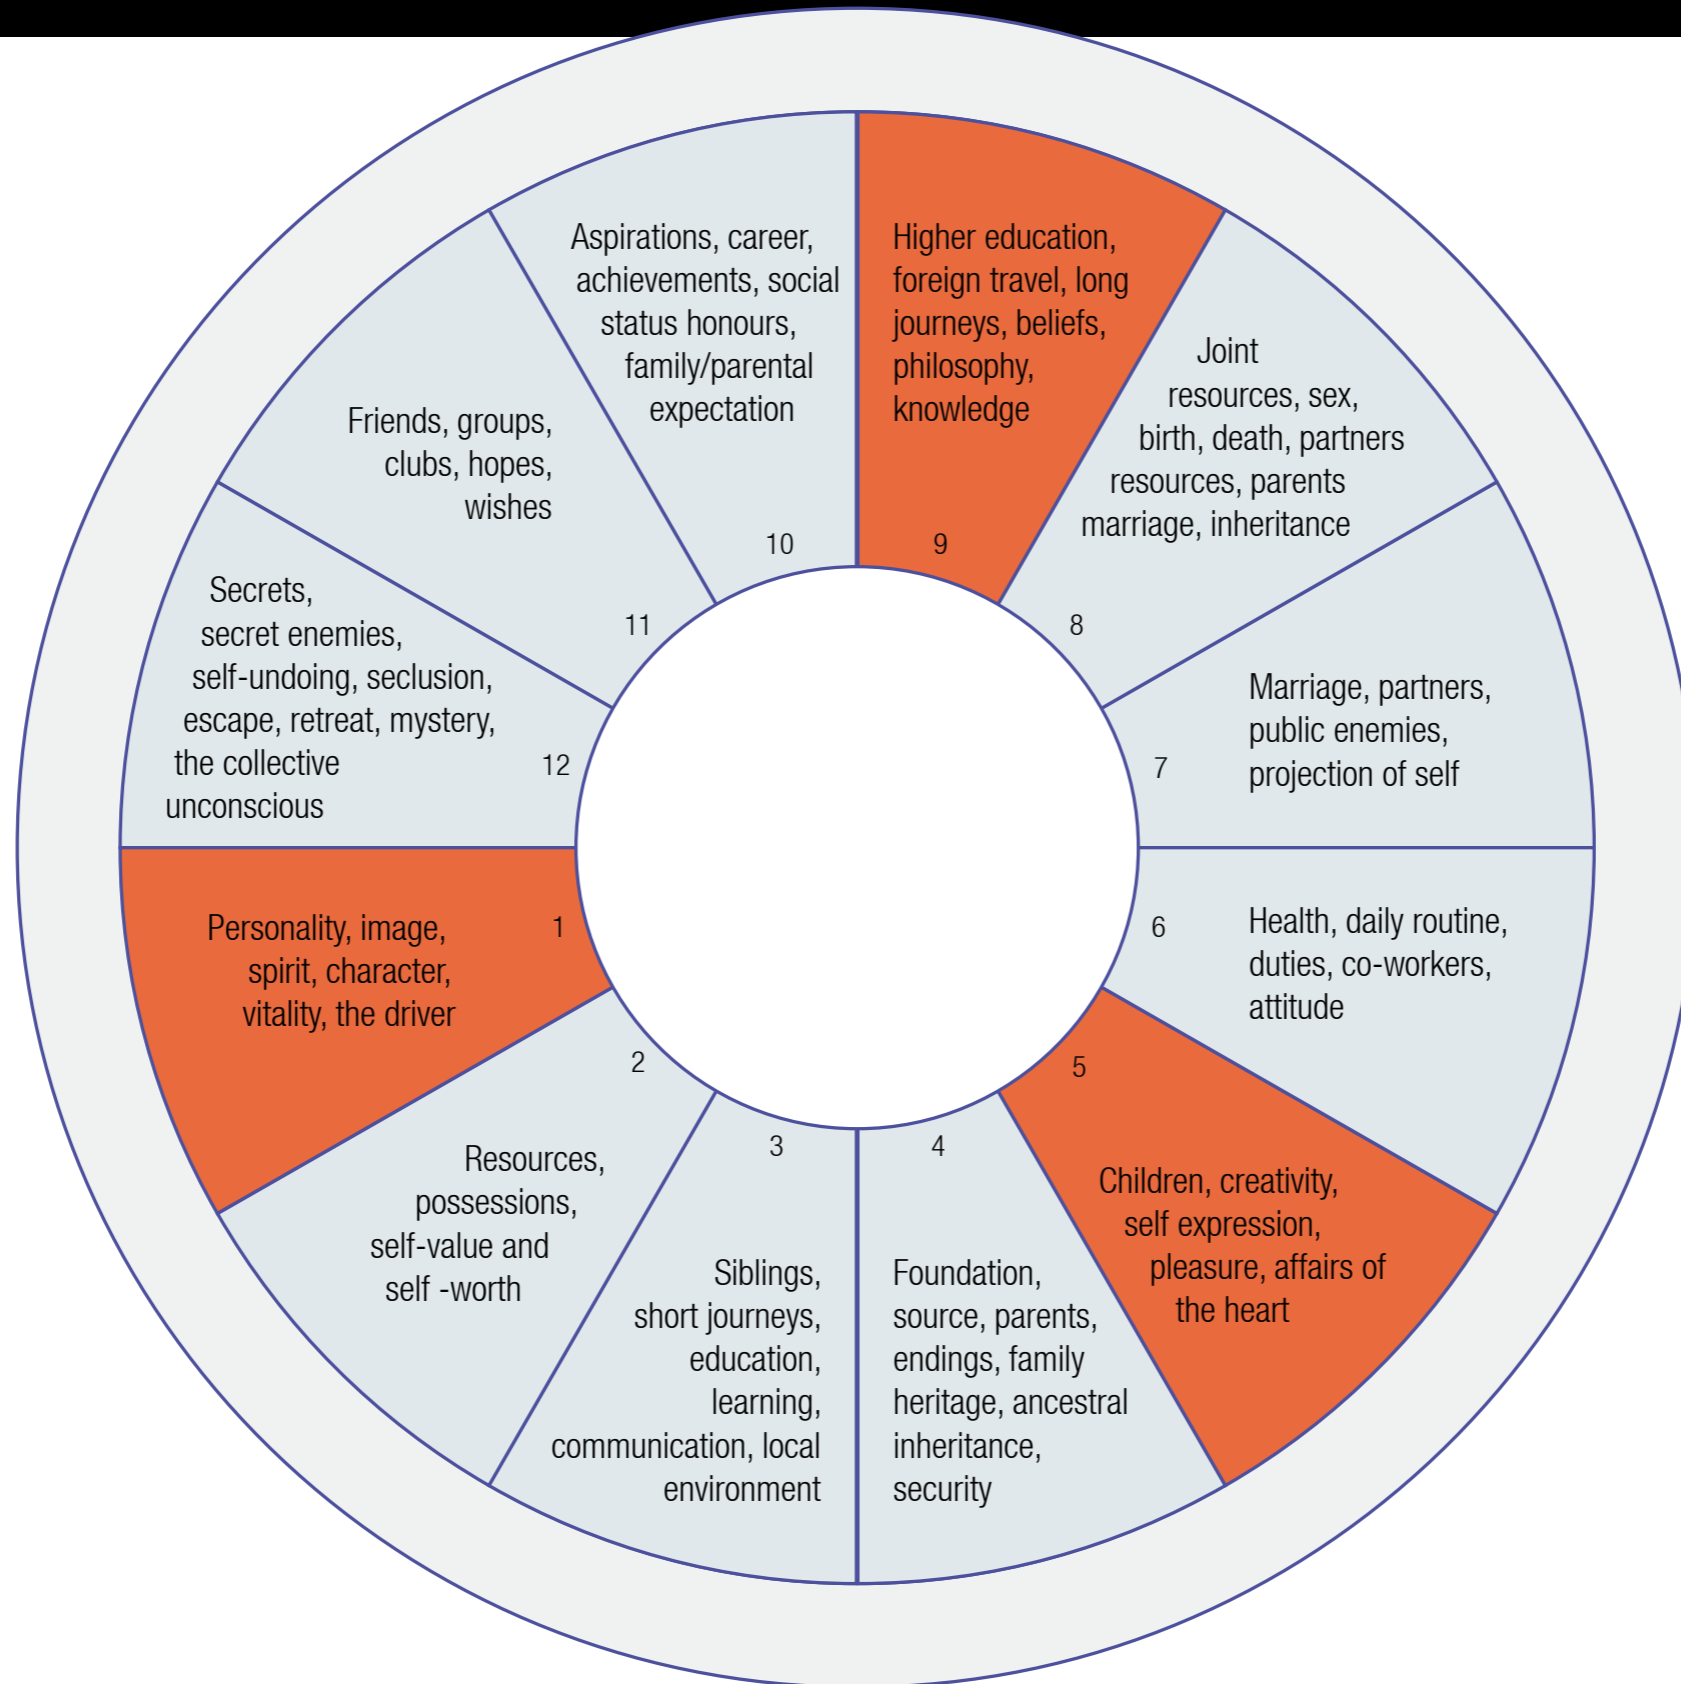 Aspirations, career,
achievements, social
status honours,
family/parental
expectation
10
Higher education,
foreign travel, long
journeys, beliefs,
philosophy,
knowledge
9
Joint
resources, sex,
birth, death, partners
resources, parents
marriage, inheritance
8
Marriage, partners,
public enemies,
projection of self
7
Health, daily routine,
duties, co-workers,
attitude
6
Children, creativity,
self expression,
pleasure, affairs of
the heart
5
Foundation,
source, parents,
endings, family
heritage, ancestral
inheritance,
security
4
Siblings,
short journeys,
education,
learning,
communication, local
environment
3
Resources,
possessions,
self-value and
self -worth
2
Personality, image,
spirit, character,
vitality, the driver
1
Secrets,
secret enemies,
self-undoing, seclusion,
escape, retreat, mystery,
the collective
unconscious
12
Friends, groups,
clubs, hopes,
wishes
11